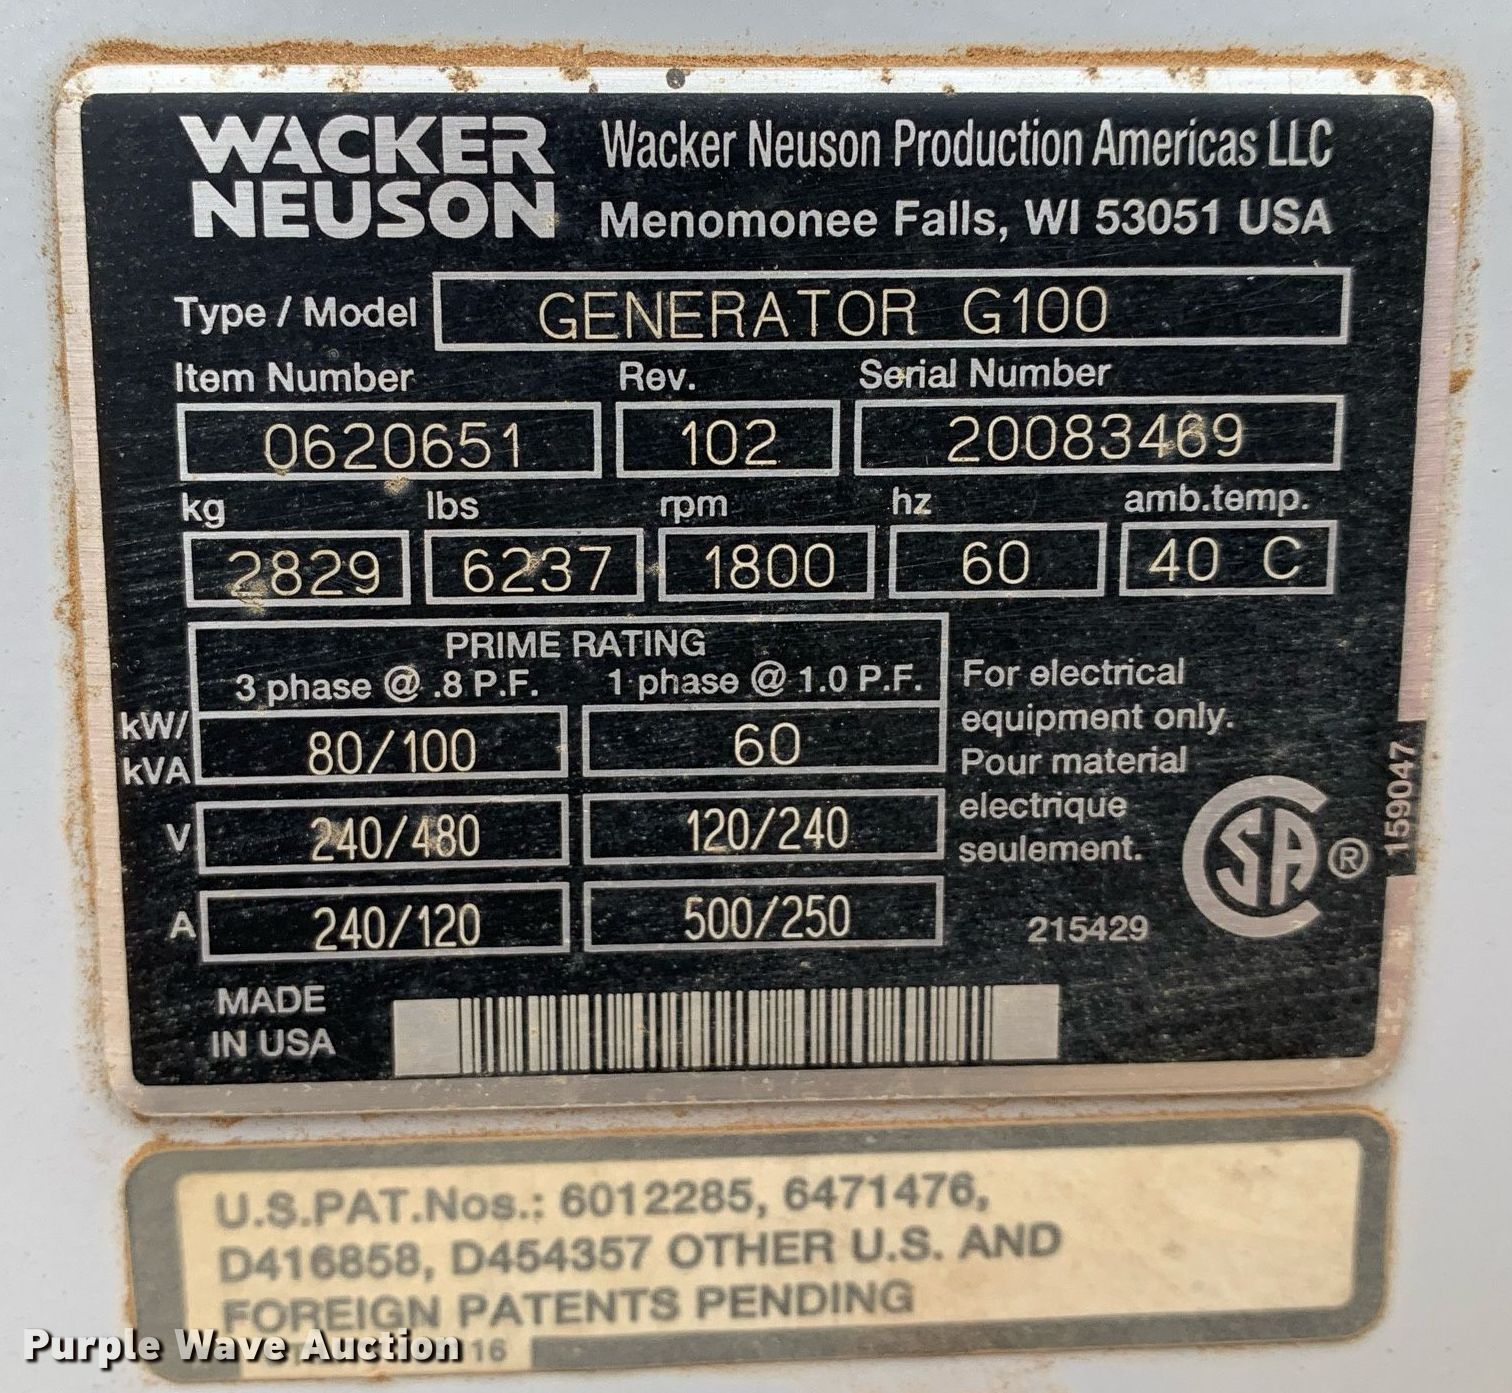 WACKER
NEUSON
Wacker Neuson Production Americas LLC
Menomonee Falls, WI 53051 USA
Type / Model GENERATOR G100
Item Number Rev. Serial Number
0620651 102 20083469
kg lbs rpm hz amb.temp.
2829 6237 1800 60 40 C
PRIME RATING
3 phase @ .8 P.F. 1 phase @ 1.0 P.F.
kW/
kVA 80/100 60
V 240/480 120/240
A 240/120 500/250
For electrical
equipment only.
Pour material
electrique
seulement.
215429
SA ®
159047
MADE
IN USA
U.S.PAT.Nos.: 6012285, 6471476,
D416858, D454357 OTHER U.S. AND
FOREIGN PATENTS PENDING
Purple Wave Auction
16